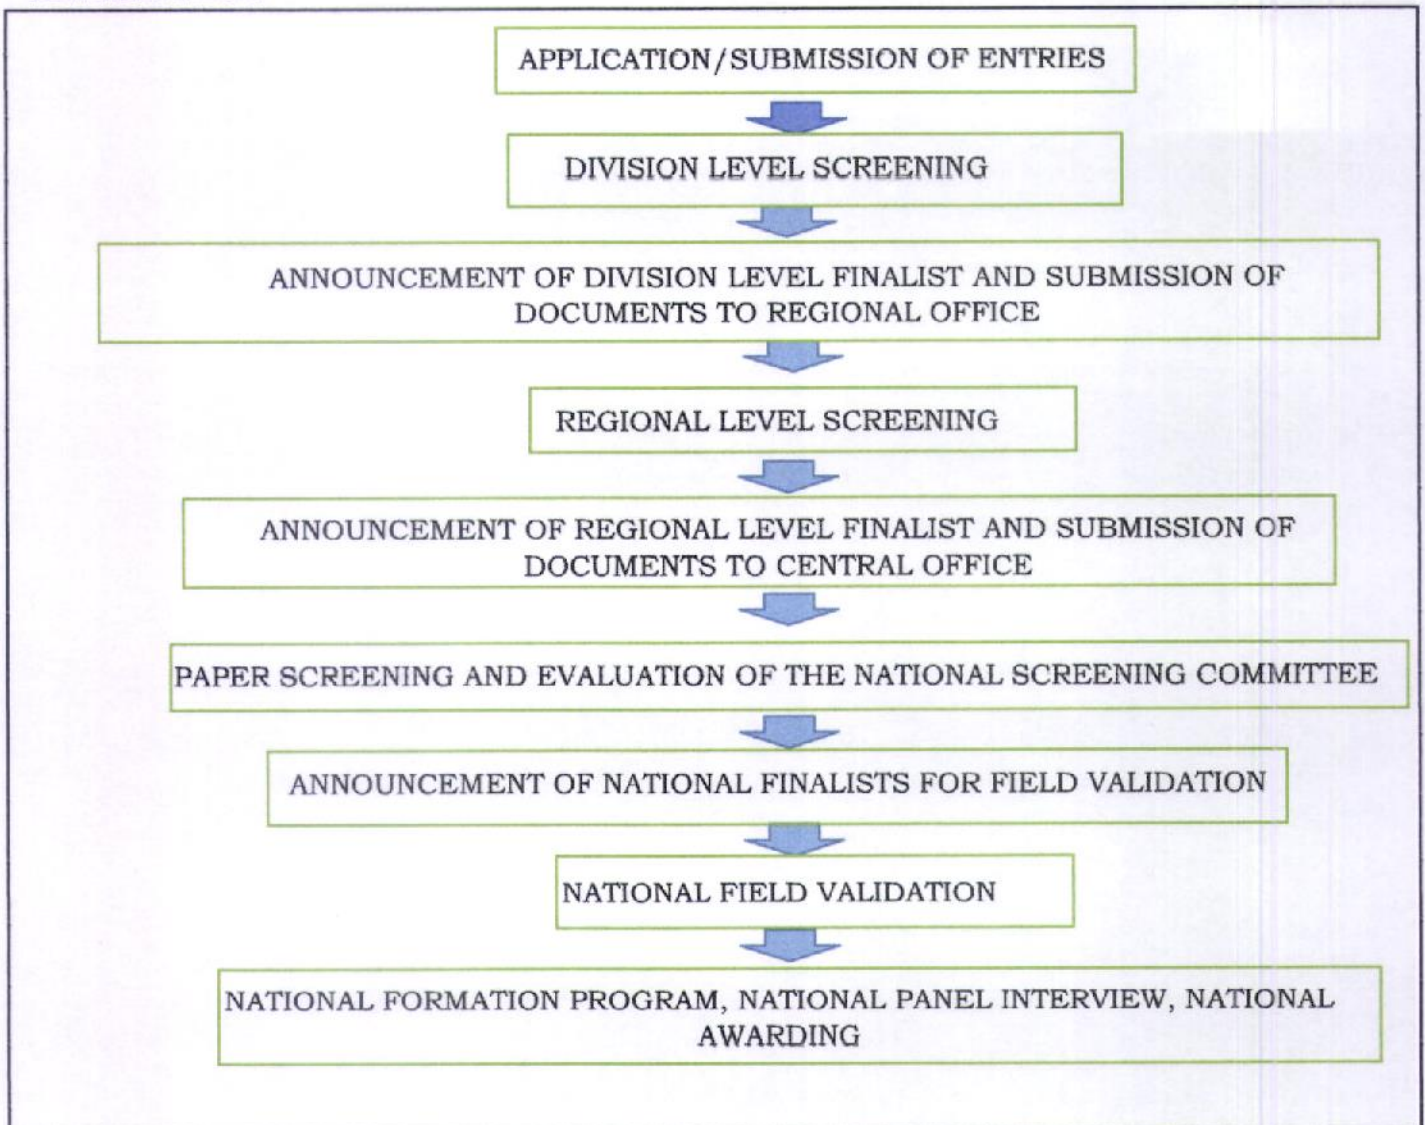 APPLICATION/SUBMISSION OF ENTRIES
DIVISION LEVEL SCREENING
ANNOUNCEMENT OF DIVISION LEVEL FINALIST AND SUBMISSION OF
DOCUMENTS TO REGIONAL OFFICE
REGIONAL LEVEL SCREENING
ANNOUNCEMENT OF REGIONAL LEVEL FINALIST AND SUBMISSION OF
DOCUMENTS TO CENTRAL OFFICE
PAPER SCREENING AND EVALUATION OF THE NATIONAL SCREENING COMMITTEE
ANNOUNCEMENT OF NATIONAL FINALISTS FOR FIELD VALIDATION
NATIONAL FIELD VALIDATION
NATIONAL FORMATION PROGRAM, NATIONAL PANEL INTERVIEW, NATIONAL
AWARDING